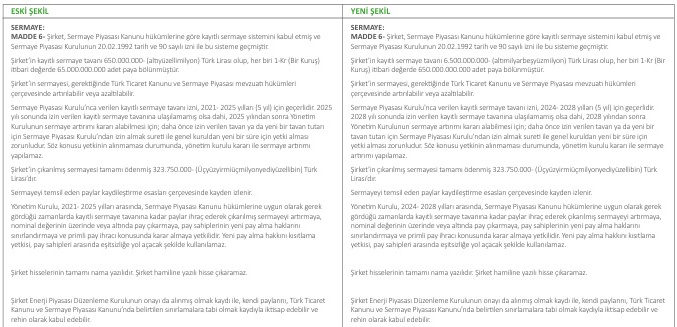 ESKİ ŞEKİL
SERMAYE:
MADDE 6- Şirket, Sermaye Piyasası Kanunu hükümlerine göre kayıtlı sermaye sistemini kabul etmiş ve
Sermaye Piyasası Kurulunun 20.02.1992 tarih ve 90 sayılı izni ile bu sisteme geçmiştir.
Şirket'in kayıtlı sermaye tavanı 650.000.000- (altıyüzellimilyon) Türk Lirası olup, her biri 1-Kr (Bir Kuruş)
itibari değerde 65.000.000.000 adet paya bölünmüştür.
Şirket'in sermayesi, gerektiğinde Türk Ticaret Kanunu ve Sermaye Piyasası mevzuatı hükümleri
çerçevesinde artırılabilir veya azaltılabilir.
Sermaye Piyasası Kurulu'nca verilen kayıtlı sermaye tavanı izni, 2021- 2025 yılları (5 yıl) için geçerlidir. 2025
yılı sonunda izin verilen kayıtlı sermaye tavanına ulaşılamamış olsa dahi, 2025 yılından sonra Yönetim
Kurulunun sermaye artırımı kararı alabilmesi için; daha önce izin verilen tavan ya da yeni bir tavan tutarı
için Sermaye Piyasası Kurulu'ndan izin almak sureti ile genel kuruldan yeni bir süre için yetki alması
zorunludur. Söz konusu yetkinin alınmaması durumunda, yönetim kurulu kararı ile sermaye artırımı
yapılamaz.
Şirket'in çıkarılmış sermayesi tamamı ödenmiş 323.750.000- (Üçyüzyirmiüçmilyonyediyüzellibin) Türk
Lirası'dır.
Sermayeyi temsil eden paylar kaydileştirme esasları çerçevesinde kayden izlenir.
Yönetim Kurulu, 2021- 2025 yılları arasında, Sermaye Piyasası Kanunu hükümlerine uygun olarak gerek
gördüğü zamanlarda kayıtlı sermaye tavanına kadar paylar ihraç ederek çıkarılmış sermayeyi artırmaya,
nominal değerinin üzerinde veya altında pay çıkarmaya, pay sahiplerinin yeni pay alma haklarını
sınırlandırmaya ve primli pay ihracı konusunda karar almaya yetkilidir. Yeni pay alma hakkını kısıtlama
yetkisi, pay sahipleri arasında eşitsizliğe yol açacak şekilde kullanılamaz.
Şirket hisselerinin tamamı nama yazılıdır. Şirket hamiline yazılı hisse çıkaramaz.
Şirket Enerji Piyasası Düzenleme Kurulunun onayı da alınmış olmak kaydı ile, kendi paylarını, Türk Ticaret
Kanunu ve Sermaye Piyasası Kanunu'nda belirtilen sınırlamalara tabi olmak kaydıyla iktisap edebilir ve
rehin olarak kabul edebilir.
YENİ ŞEKİL
SERMAYE:
MADDE 6- Şirket, Sermaye Piyasası Kanunu hükümlerine göre kayıtlı sermaye sistemini kabul etmiş ve
Sermaye Piyasası Kurulunun 20.02.1992 tarih ve 90 sayılı izni ile bu sisteme geçmiştir.
Şirket'in kayıtlı sermaye tavanı 6.500.000.000- (altımilyarbeşyüzmilyon) Türk Lirası olup, her biri 1-Kr (Bir
Kuruş) itibari değerde 650.000.000.000 adet paya bölünmüştür.
Şirket'in sermayesi, gerektiğinde Türk Ticaret Kanunu ve Sermaye Piyasası mevzuatı hükümleri
çerçevesinde artırılabilir veya azaltılabilir.
Sermaye Piyasası Kurulu'nca verilen kayıtlı sermaye tavanı izni, 2024- 2028 yılları (5 yıl) için geçerlidir.
2028 yılı sonunda izin verilen kayıtlı sermaye tavanına ulaşılamamış olsa dahi, 2028 yılından sonra
Yönetim Kurulunun sermaye artırımı kararı alabilmesi için; daha önce izin verilen tavan ya da yeni bir
tavan tutarı için Sermaye Piyasası Kurulu'ndan izin almak sureti ile genel kuruldan yeni bir süre için
yetki alması zorunludur. Söz konusu yetkinin alınmaması durumunda, yönetim kurulu kararı ile sermaye
artırımı yapılamaz.
Şirket'in çıkarılmış sermayesi tamamı ödenmiş 323.750.000- (Üçyüzyirmiüçmilyonyediyüzellibin) Türk
Lirası'dır.
Sermayeyi temsil eden paylar kaydileştirme esasları çerçevesinde kayden izlenir.
Yönetim Kurulu, 2024- 2028 yılları arasında, Sermaye Piyasası Kanunu hükümlerine uygun olarak gerek
gördüğü zamanlarda kayıtlı sermaye tavanına kadar paylar ihraç ederek çıkarılmış sermayeyi artırmaya,
nominal değerinin üzerinde veya altında pay çıkarmaya, pay sahiplerinin yeni pay alma haklarını
sınırlandırmaya ve primli pay ihracı konusunda karar almaya yetkilidir. Yeni pay alma hakkını kısıtlama
yetkisi, pay sahipleri arasında eşitsizliğe yol açacak şekilde kullanılamaz.
Şirket hisselerinin tamamı nama yazılıdır. Şirket hamiline yazılı hisse çıkaramaz.
Şirket Enerji Piyasası Düzenleme Kurulunun onayı da alınmış olmak kaydı ile, kendi paylarını, Türk Ticaret
Kanunu ve Sermaye Piyasası Kanunu'nda belirtilen sınırlamalara tabi olmak kaydıyla iktisap edebilir ve
rehin olarak kabul edebilir.